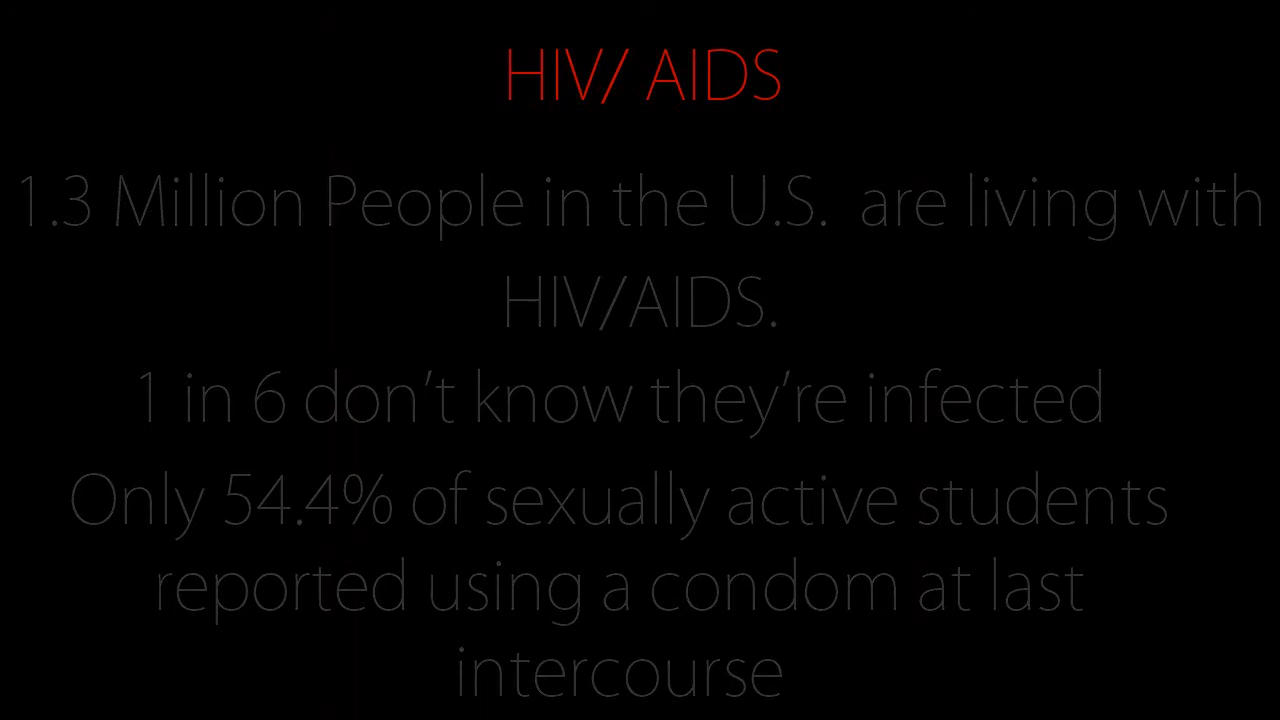 HIV/ AIDS
1.3 Million People in the U.S.  are living with
HIV/AIDS.
1 in 6 don’t know they’re infected
Only 54.4% of sexually active students
reported using a condom at last
intercourse